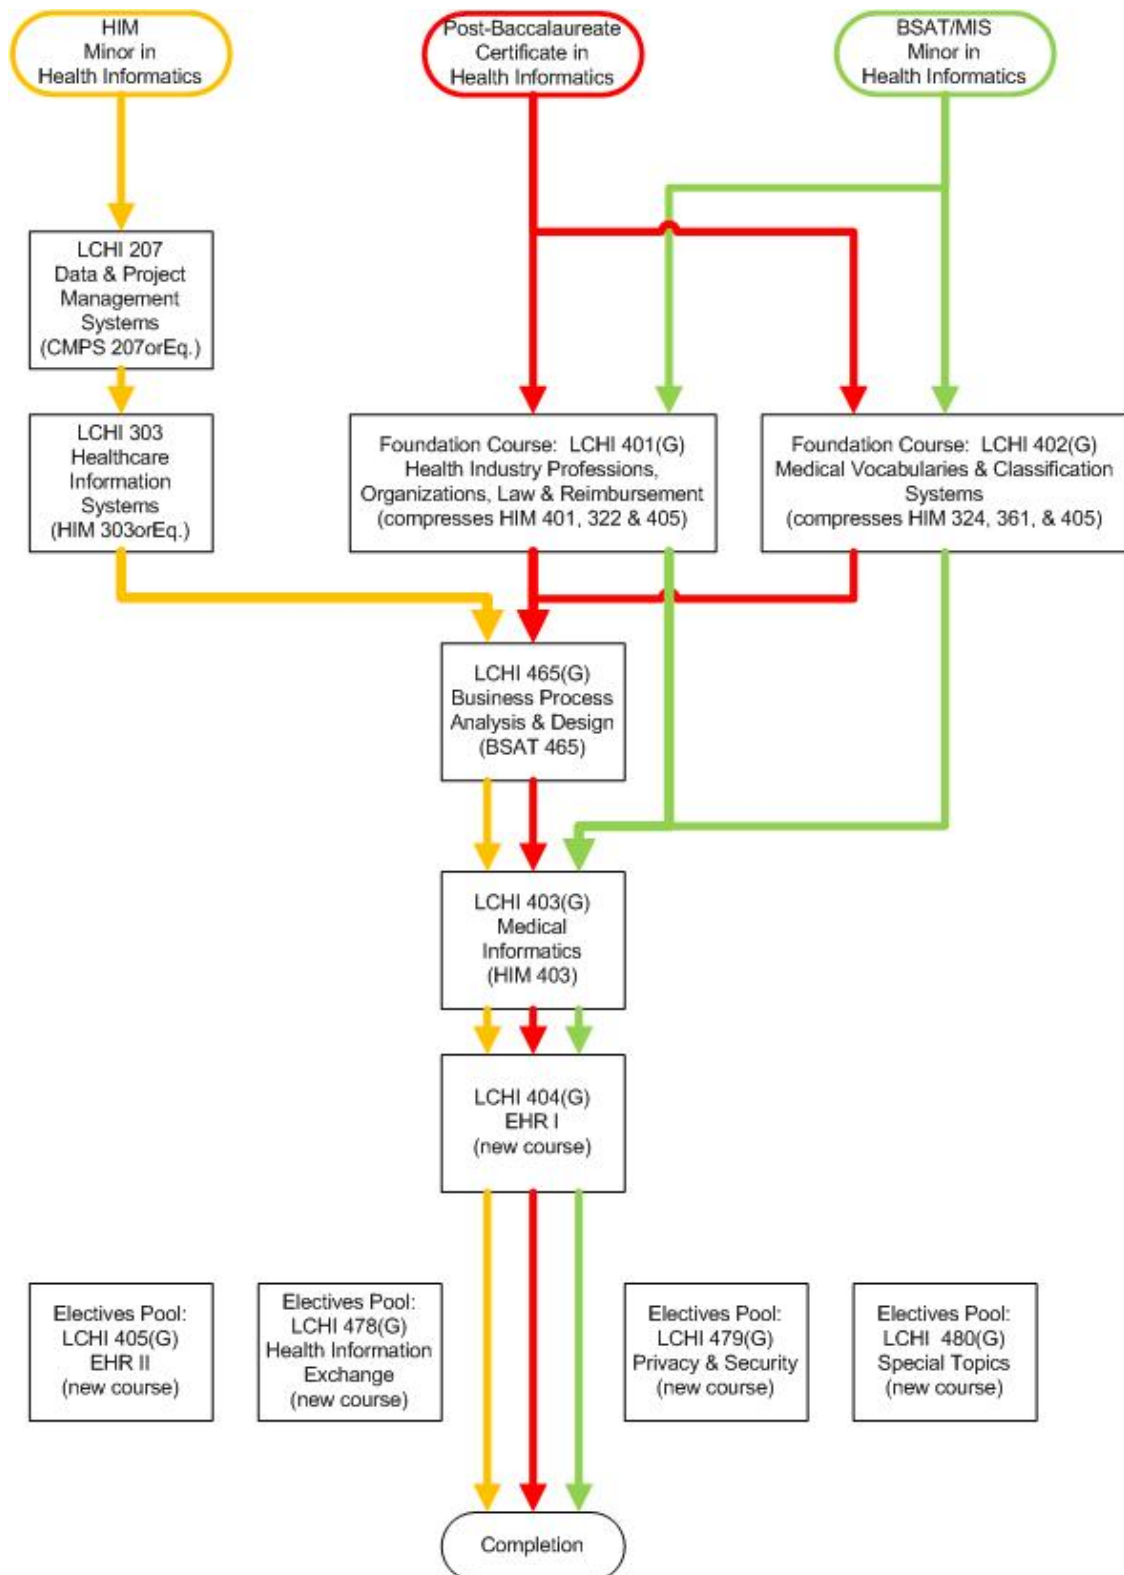 HIM
Minor in
Health Informatics
Post-Baccalaureate
Certificate in
Health Informatics
BSAT/MIS
Minor in
Health Informatics
LCHI 207
Data & Project
Management
Systems
(CMPS 207orEq.)
LCHI 303
Healthcare
Information
Systems
(HIM 303orEq.)
Foundation Course:  LCHI 401(G)
Health Industry Professions,
Organizations, Law & Reimbursement
(compresses HIM 401, 322 & 405)
Foundation Course:  LCHI 402(G)
Medical Vocabularies & Classification
Systems
(compresses HIM 324, 361, & 405)
LCHI 465(G)
Business Process
Analysis & Design
(BSAT 465)
LCHI 403(G)
Medical
Informatics
(HIM 403)
LCHI 404(G)
EHR I
(new course)
Electives Pool:
LCHI 405(G)
EHR II
(new course)
Electives Pool:
LCHI 478(G)
Health Information
Exchange
(new course)
Electives Pool:
LCHI 479(G)
Privacy & Security
(new course)
Electives Pool:
LCHI  480(G)
Special Topics
(new course)
Completion